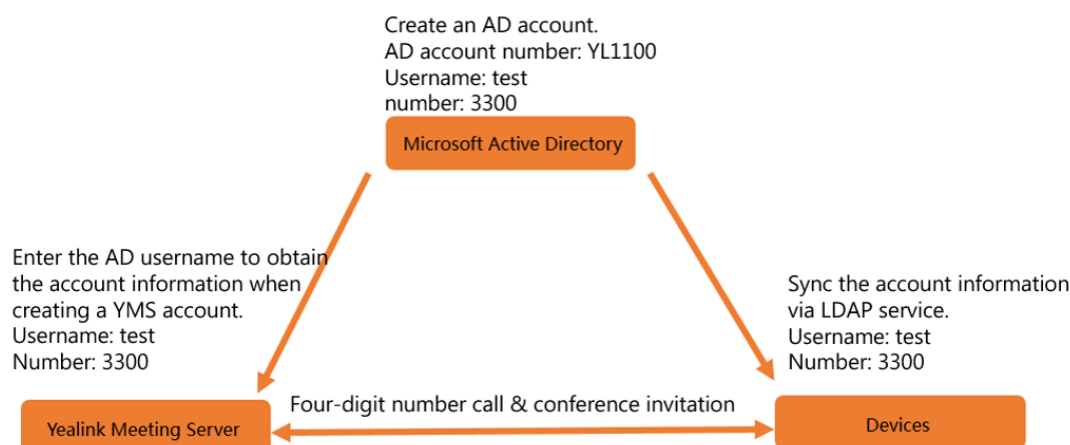 Create an AD account.
AD account number: YL1100
Username: test
number: 3300
Microsoft Active Directory
Enter the AD username to obtain
the account information when
creating a YMS account.
Username: test
Number: 3300
Sync the account information
via LDAP service.
Username: test
Number: 3300
Four-digit number call & conference invitation
Yealink Meeting Server
Devices